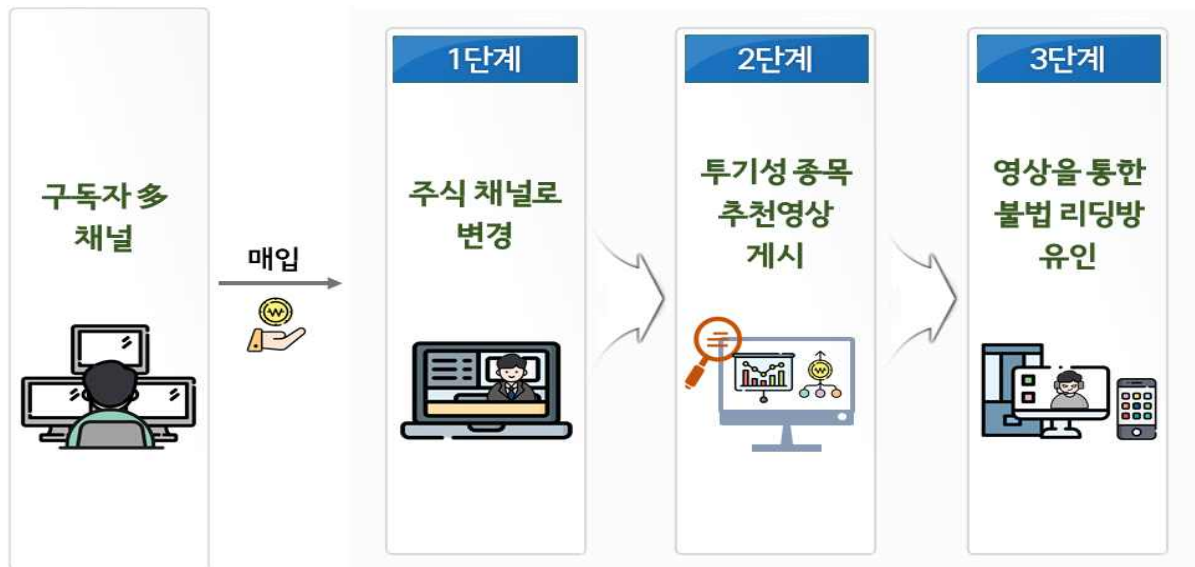 구독자 多
채널
매입
1단계
주식 채널로
변경
2단계
투기성 종목
추천영상
게시
3단계
영상을 통한
불법 리딩방
유인